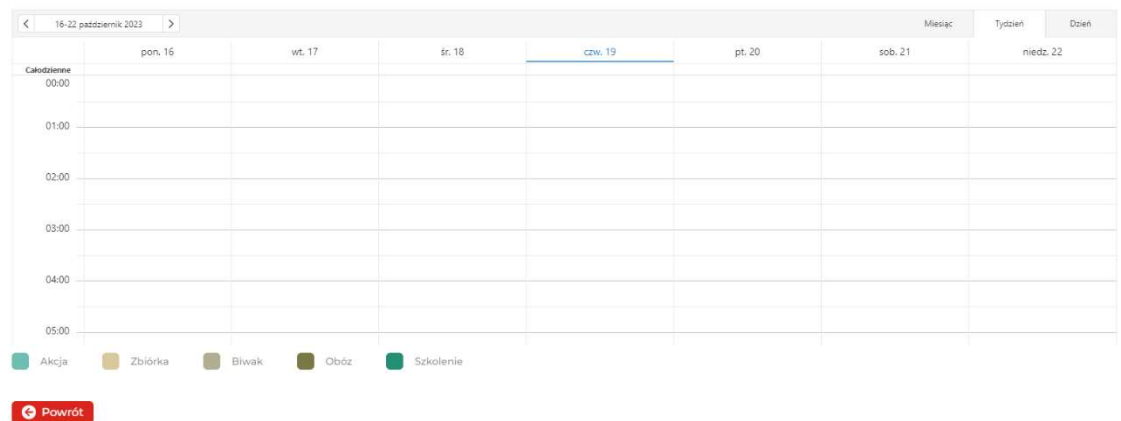 16-22 październik 2023 Miesiąc Tydzień Dzień
pon. 16 wt. 17 śr. 18 czw. 19 pt. 20 sob. 21 niedz. 22
Całodzienne
00:00
01:00
02:00
03:00
04:00
05:00
Akcja Zbiórka Biwak Obóz Szkolenie
Powrót